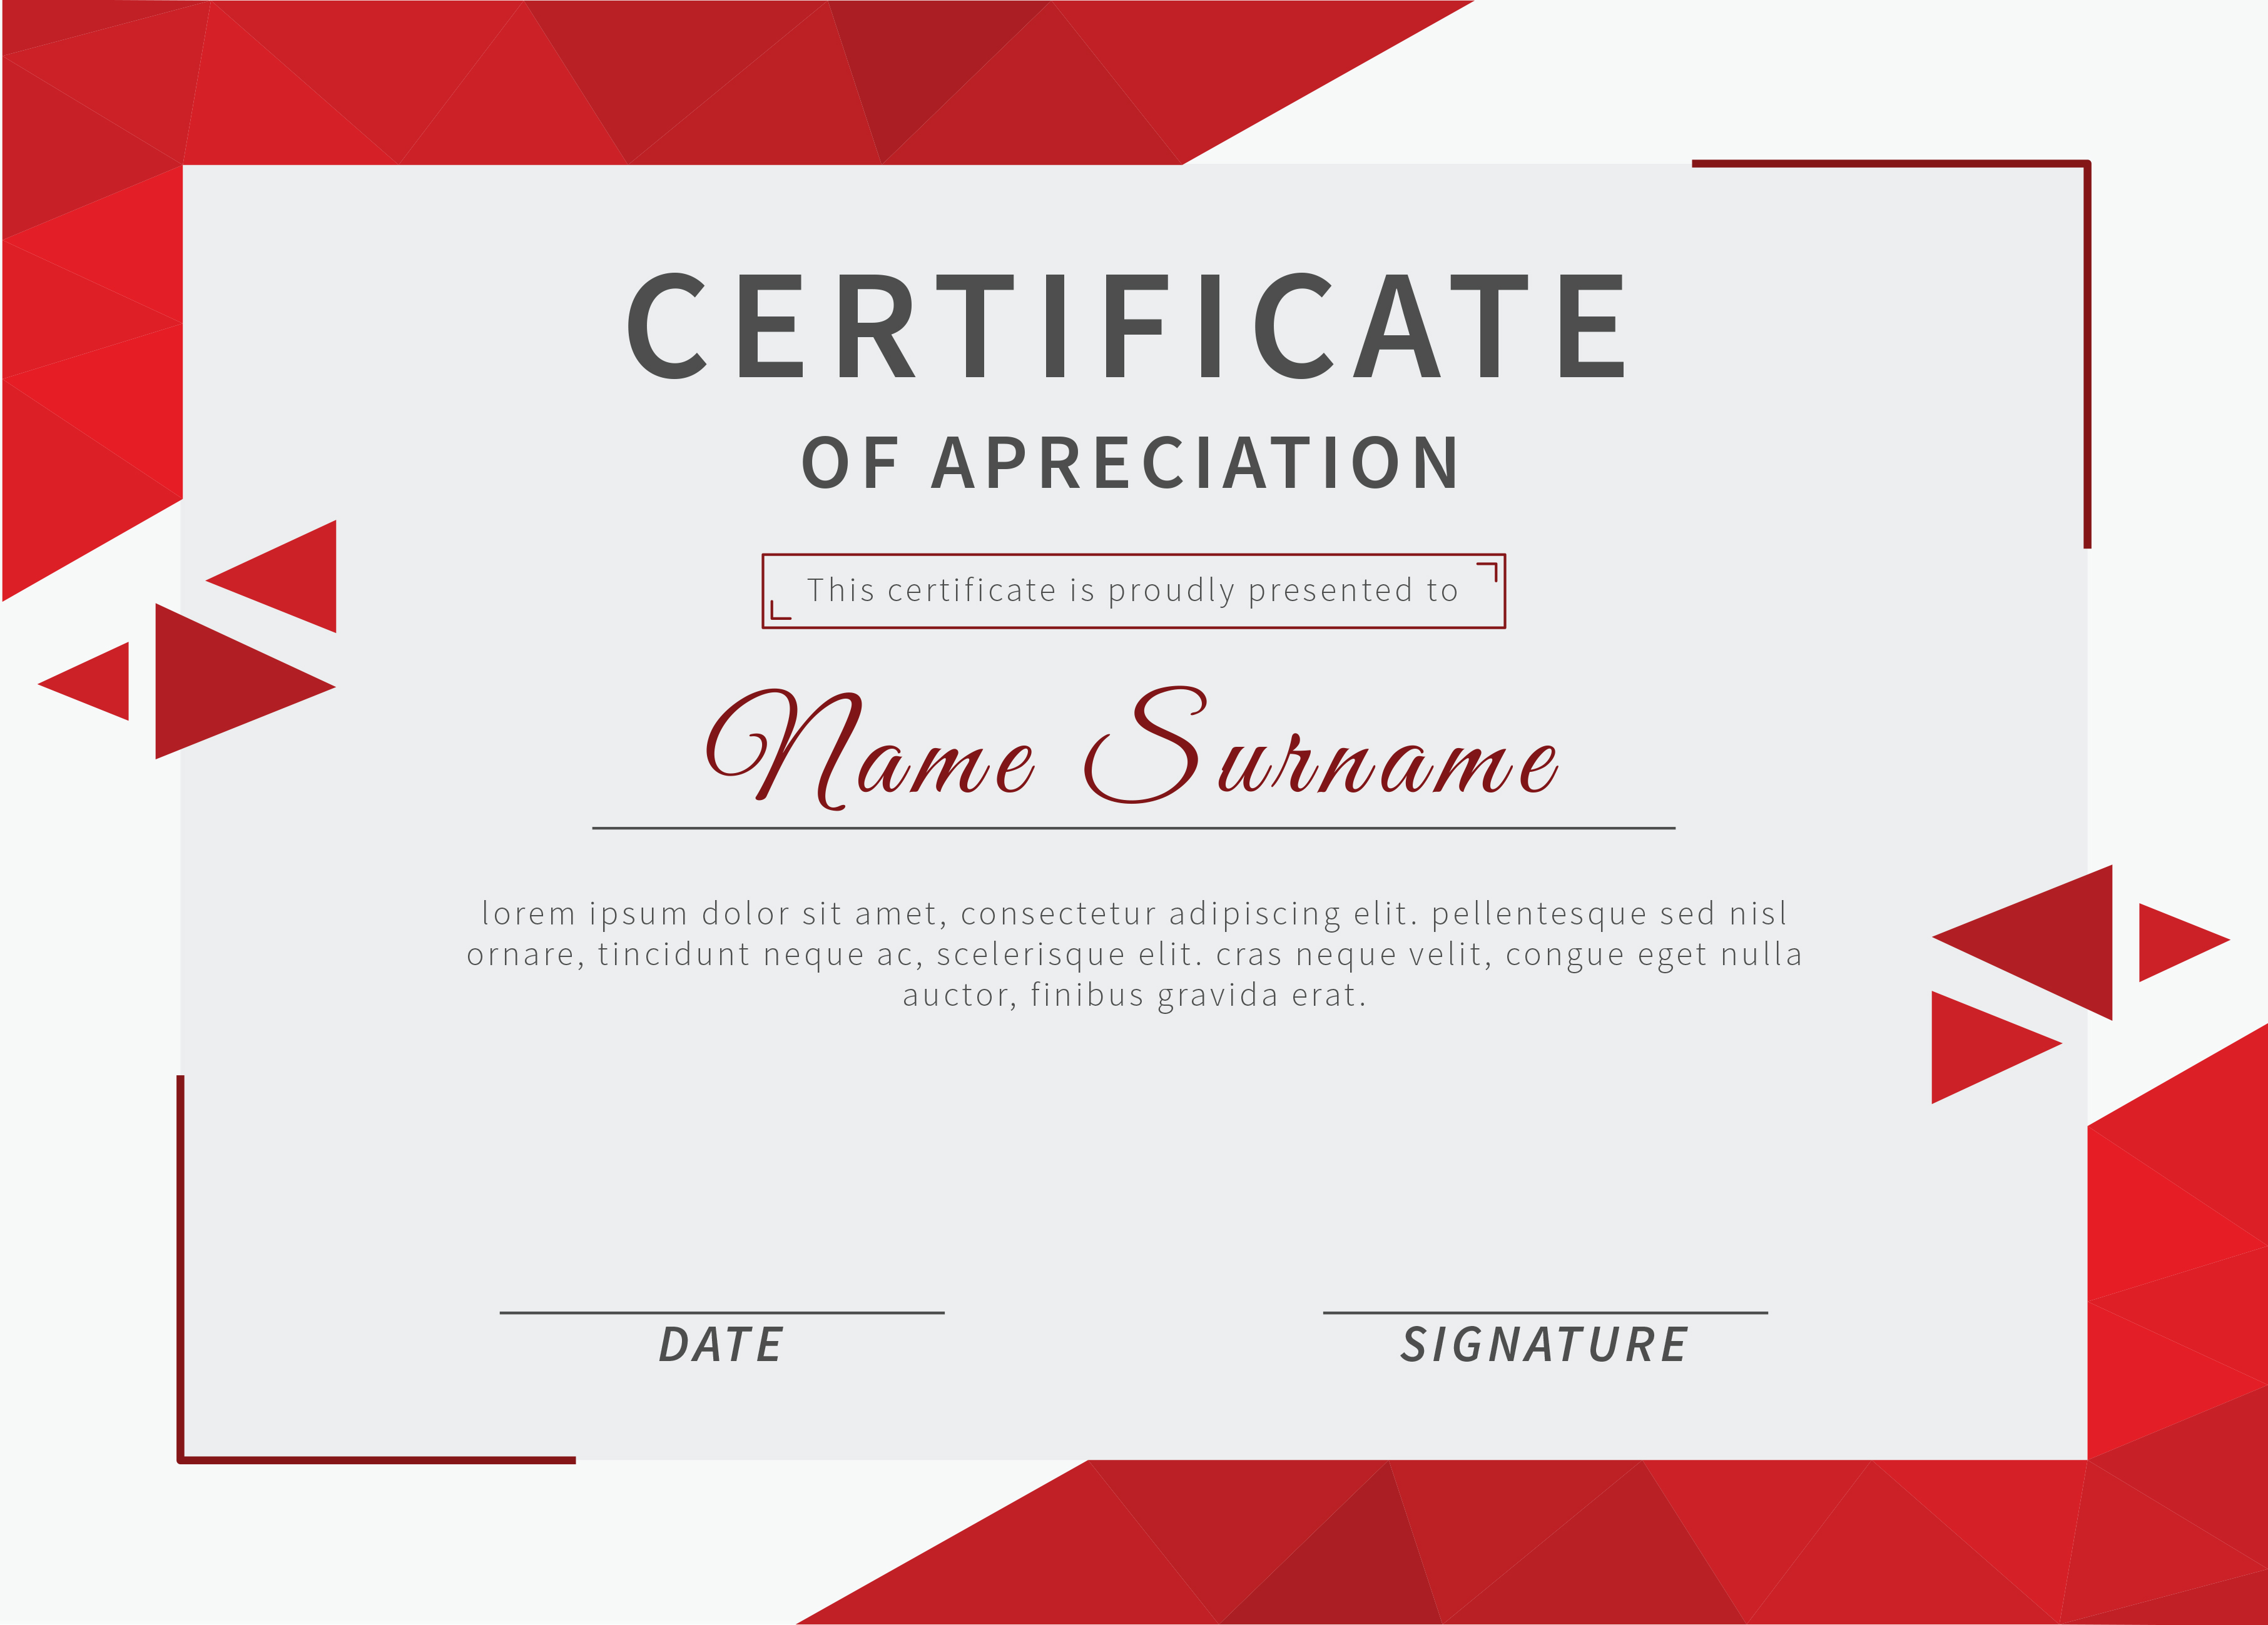 CERTIFICATE
OF APRECIATION
This certificate is proudly presented to
Name Surname
lorem ipsum dolor sit amet, consectetur adipiscing elit. pellentesque sed nisl
ornare, tincidunt neque ac, scelerisque elit. cras neque velit, congue eget nulla
auctor, finibus gravida erat.
DATE
SIGNATURE